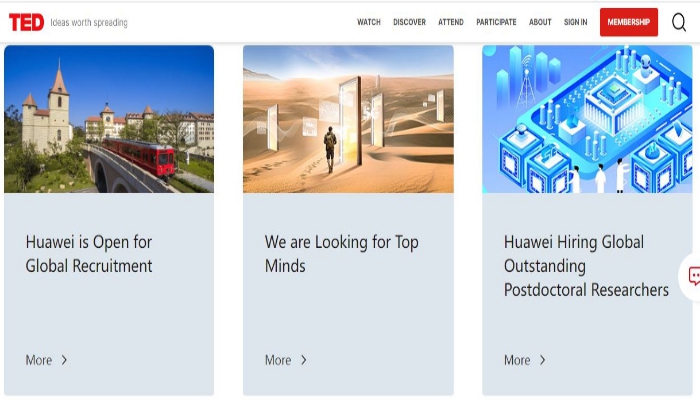 TED Ideas worth spreading
WATCH DISCOVER ATTEND PARTICIPATE ABOUT SIGN IN MEMBERSHIP
Huawei is Open for
Global Recruitment
More
We are Looking for Top
Minds
More
Huawei Hiring Global
Outstanding
Postdoctoral Researchers
More